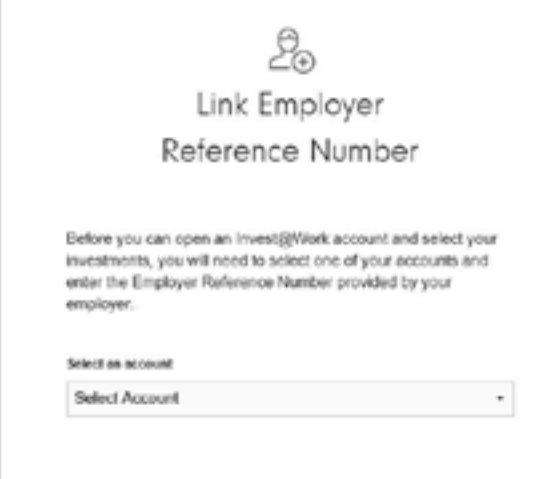 Link Employer
Reference Number
Before you can open an Invest@Work account and select your
investments, you will need to select one of your accounts and
enter the Employer Reference Number provided by your
employer.
Select an account
Select Account